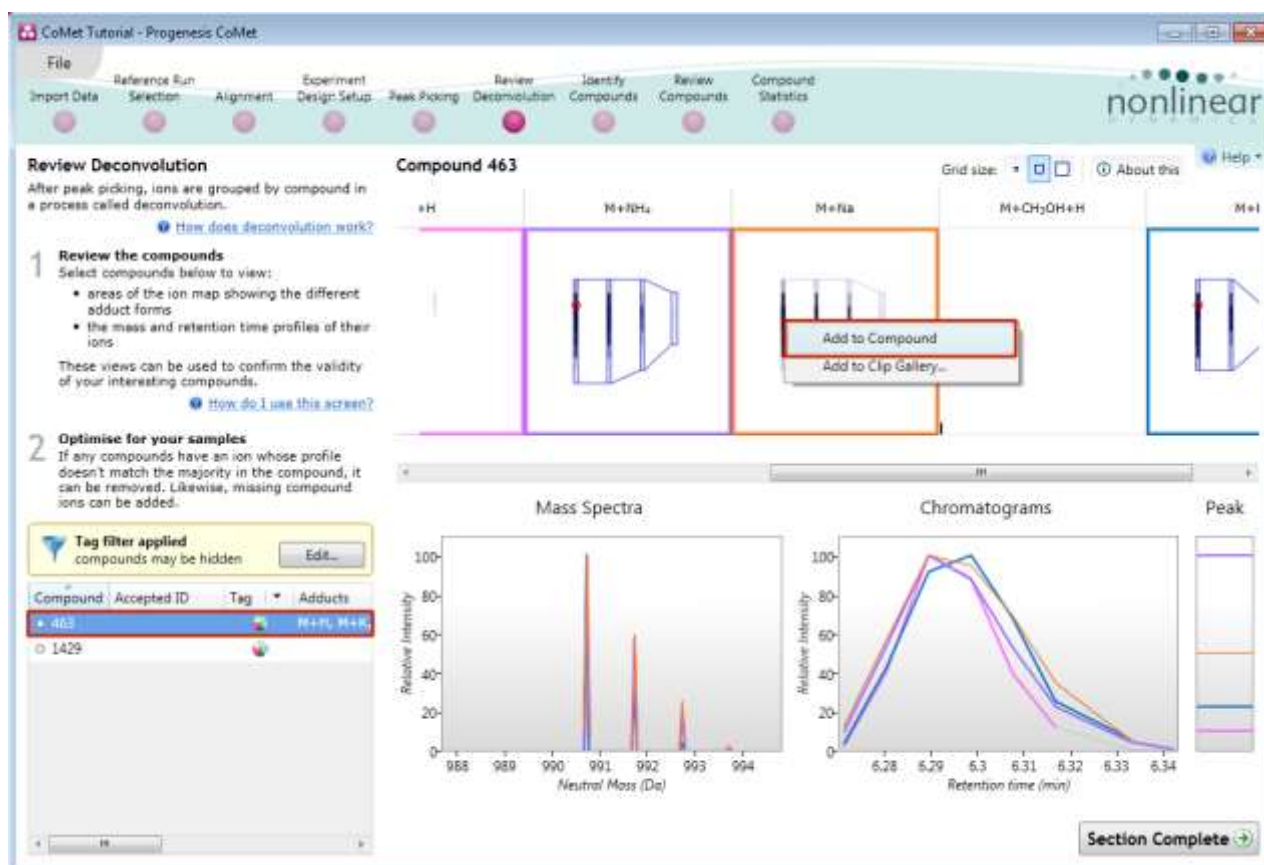 CoMet Tutorial - Progenesis CoMet
File
Import Data
Reference Run Selection
Alignment
Experiment Design Setup
Peak Picking
Review Deconvolution
Identify Compounds
Review Compounds
Compound Statistics
nonlinear
DYNAMICS
Review Deconvolution
After peak picking, ions are grouped by compound in
a process called deconvolution.
How does deconvolution work?
1 Review the compounds
Select compounds below to view:
• areas of the ion map showing the different
adduct forms
• the mass and retention time profiles of their
ions
These views can be used to confirm the validity
of your interesting compounds.
How do I use this screen?
2 Optimise for your samples
If any compounds have an ion whose profile
doesn't match the majority in the compound, it
can be removed. Likewise, missing compound
ions can be added.
Tag filter applied
compounds may be hidden
Edit...
Compound Accepted ID Tag Adducts
463 M+H, M+K,
1429
Compound 463
Grid size:
About this
Help
+H M+NH₄ M+Na M+CH₃OH+H
Add to Compound
Add to Clip Gallery...
Mass Spectra
Relative Intensity
100
80
60
40
20
0
988 989 990 991 992 993 994
Neutral Mass (Da)
Chromatograms
Relative Intensity
100
80
60
40
20
0
6.28 6.29 6.3 6.31 6.32 6.33 6.34
Retention time (min)
Peak
Section Complete